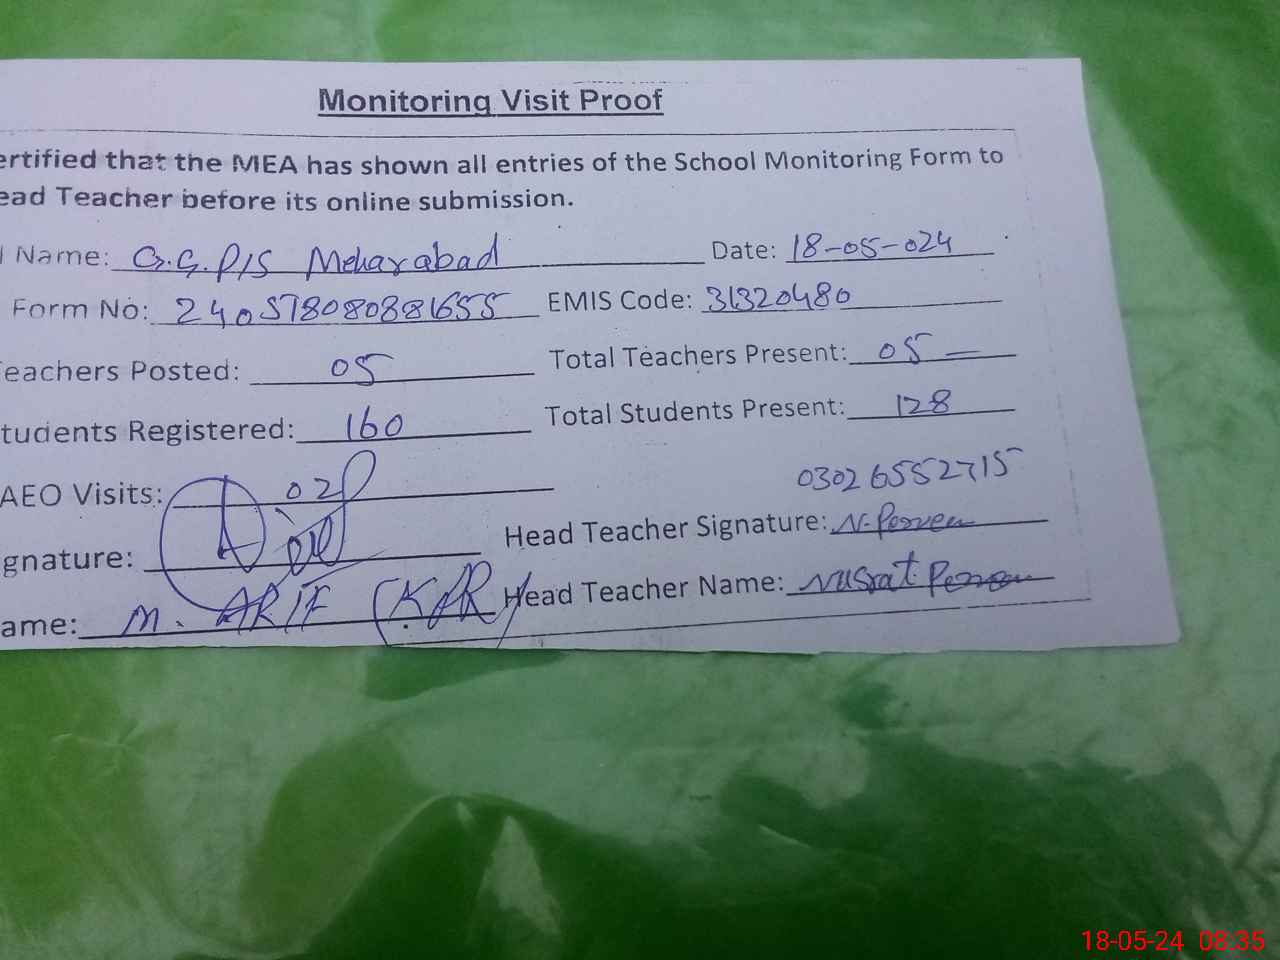 Monitoring Visit Proof
ertified that the MEA has shown all entries of the School Monitoring Form to
ead Teacher before its online submission.
l Name: G.G.P/S Meharabad Date: 18-05-024
Form No: 240578080881655 EMIS Code: 31320480
Teachers Posted: 05 Total Teachers Present: 05
tudents Registered: 160 Total Students Present: 128
AEO Visits: 02 03026552715
gnature: Head Teacher Signature: N. Perveen
ame: M. ARIF (KPR) Head Teacher Name: Nusrat Perveen
18-05-24 08:35